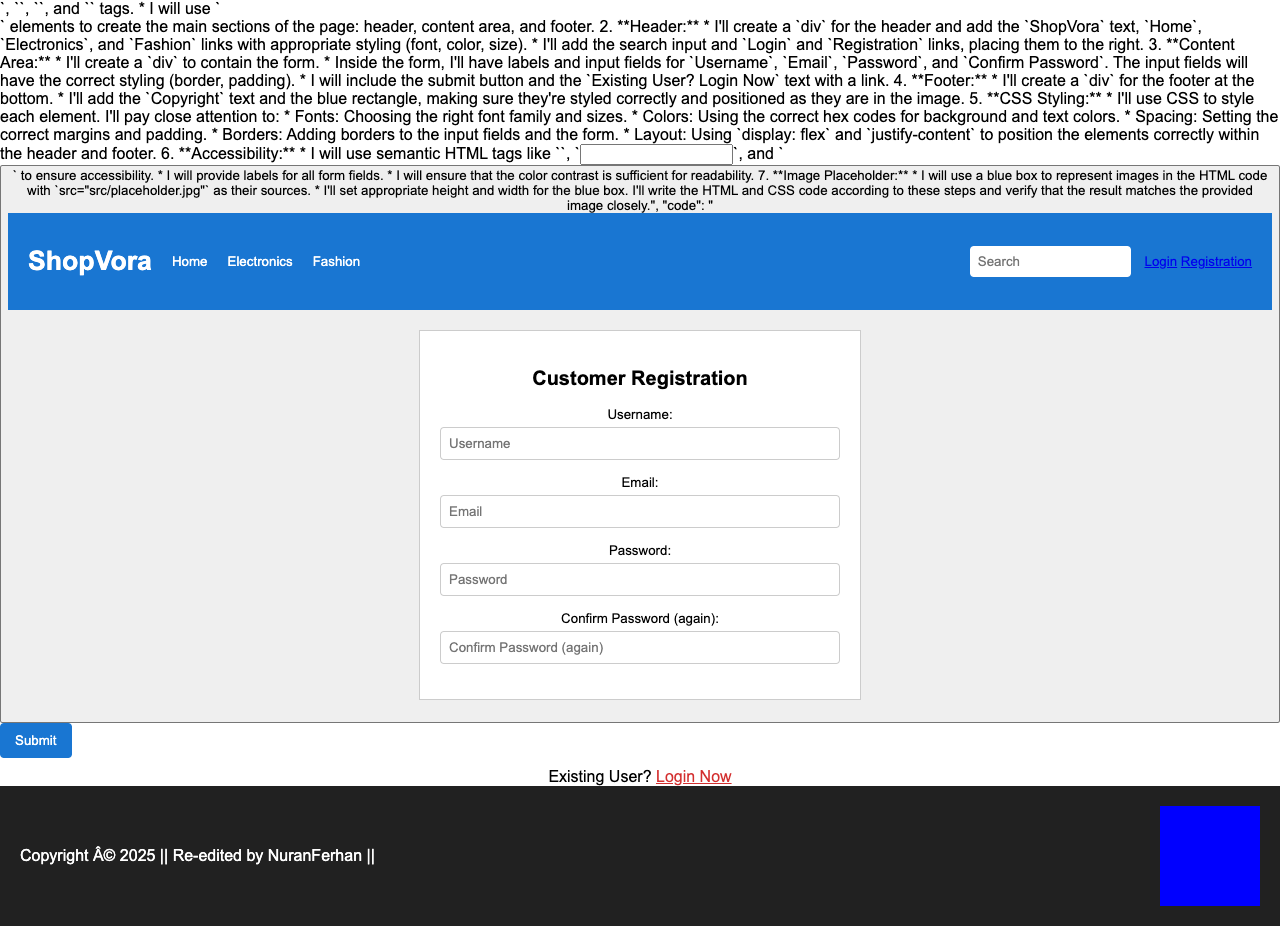 `, ``, ``, and `` tags. * I will use `
` elements to create the main sections of the page: header, content area, and footer. 2. **Header:** * I'll create a `div` for the header and add the `ShopVora` text, `Home`,
`Electronics`, and `Fashion` links with appropriate styling (font, color, size). * I'll add the search input and `Login` and `Registration` links, placing them to the right. 3. **Content
Area:** * I'll create a `div` to contain the form. * Inside the form, I'll have labels and input fields for `Username`, `Email`, `Password`, and `Confirm Password`. The input fields will
have the correct styling (border, padding). * I will include the submit button and the `Existing User? Login Now` text with a link. 4. **Footer:** * I'll create a `div` for the footer at the
bottom. * I'll add the `Copyright` text and the blue rectangle, making sure they're styled correctly and positioned as they are in the image. 5. **CSS Styling:** * I'll use CSS to style
each element. I'll pay close attention to: * Fonts: Choosing the right font family and sizes. * Colors: Using the correct hex codes for background and text colors. * Spacing: Setting the
correct margins and padding. * Borders: Adding borders to the input fields and the form. * Layout: Using `display: flex` and `justify-content` to position the elements correctly within
the header and footer. 6. **Accessibility:** * I will use semantic HTML tags like ``, ``, and `
` to ensure accessibility. * I will provide labels for all form fields. * I will ensure that the color contrast is sufficient for readability. 7. **Image Placeholder:** * I will use a blue box to represent images in the HTML code
with `src="src/placeholder.jpg"` as their sources. * I'll set appropriate height and width for the blue box. I'll write the HTML and CSS code according to these steps and verify that the result matches the provided
image closely.", "code": "
ShopVora Home Electronics Fashion Search Login Registration
Customer Registration
Username:
Username
Email:
Email
Password:
Password
Confirm Password (again):
Confirm Password (again)
Submit
Existing User? Login Now
Copyright Â© 2025 || Re-edited by NuranFerhan ||